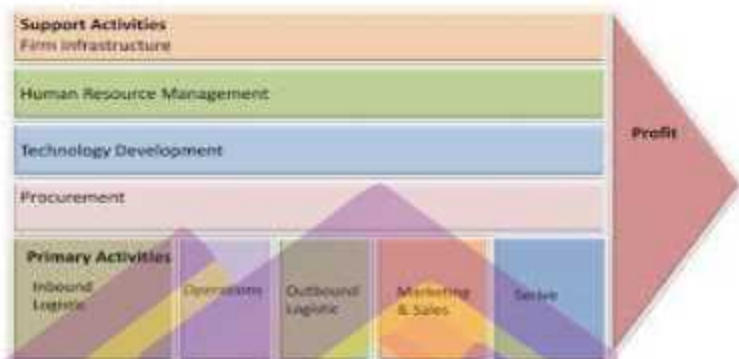 Support Activities
Firm Infrastructure
Human Resource Management
Technology Development
Procurement
Profit
Primary Activities
Inbound
Logistic
Operations
Outbound
Logistic
Marketing
& Sales
Serive